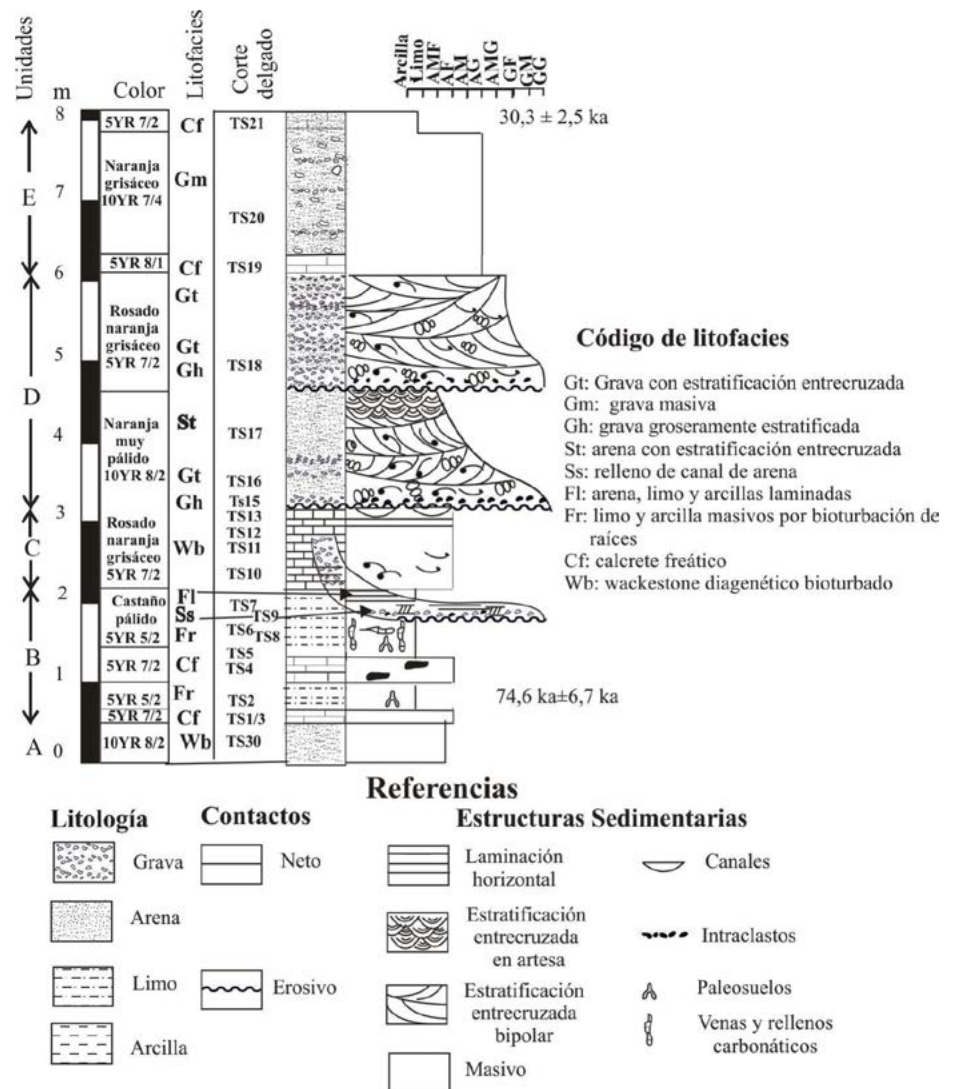 Unidades
m
Color
Litofacies
Corte
delgado
Arcilla
Limo
AMF
AF
AM
AG
AMG
GF
GM
GG
8
5YR 7/2
Cf
TS21
30,3 ± 2,5 ka
Naranja
grisáceo
10YR 7/4
Gm
7
E
TS20
5YR 8/1
Cf
TS19
6
Gt
Rosado
naranja
grisáceo
5YR 7/2
Gt
5
Gh
TS18
D
Naranja
muy
pálido
10YR 8/2
St
TS17
4
Gt
TS16
Gh
Ts15
3
TS13
Rosado
naranja
grisáceo
5YR 7/2
C
Wb
TS12
TS11
TS10
2
Fl
Castaño
pálido
5YR 5/2
Ss
TS7
TS9
Fr
TS6
TS8
B
5YR 7/2
Cf
TS5
TS4
1
5YR 5/2
Fr
TS2
74,6 ka±6,7 ka
5YR 7/2
Cf
TS1/3
A
0
10YR 8/2
Wb
TS30
Código de litofacies
Gt: Grava con estratificación entrecruzada
Gm: grava masiva
Gh: grava groseramente estratificada
St: arena con estratificación entrecruzada
Ss: relleno de canal de arena
Fl: arena, limo y arcillas laminadas
Fr: limo y arcilla masivos por bioturbación de
raíces
Cf: calcrete freático
Wb: wackestone diagenético bioturbado
Referencias
Litología
Contactos
Estructuras Sedimentarias
Grava
Neto
Laminación
horizontal
Canales
Arena
Estratificación
entrecruzada
en artesa
Intraclastos
Limo
Erosivo
Estratificación
entrecruzada
bipolar
Paleosuelos
Arcilla
Venas y rellenos
carbonáticos
Masivo